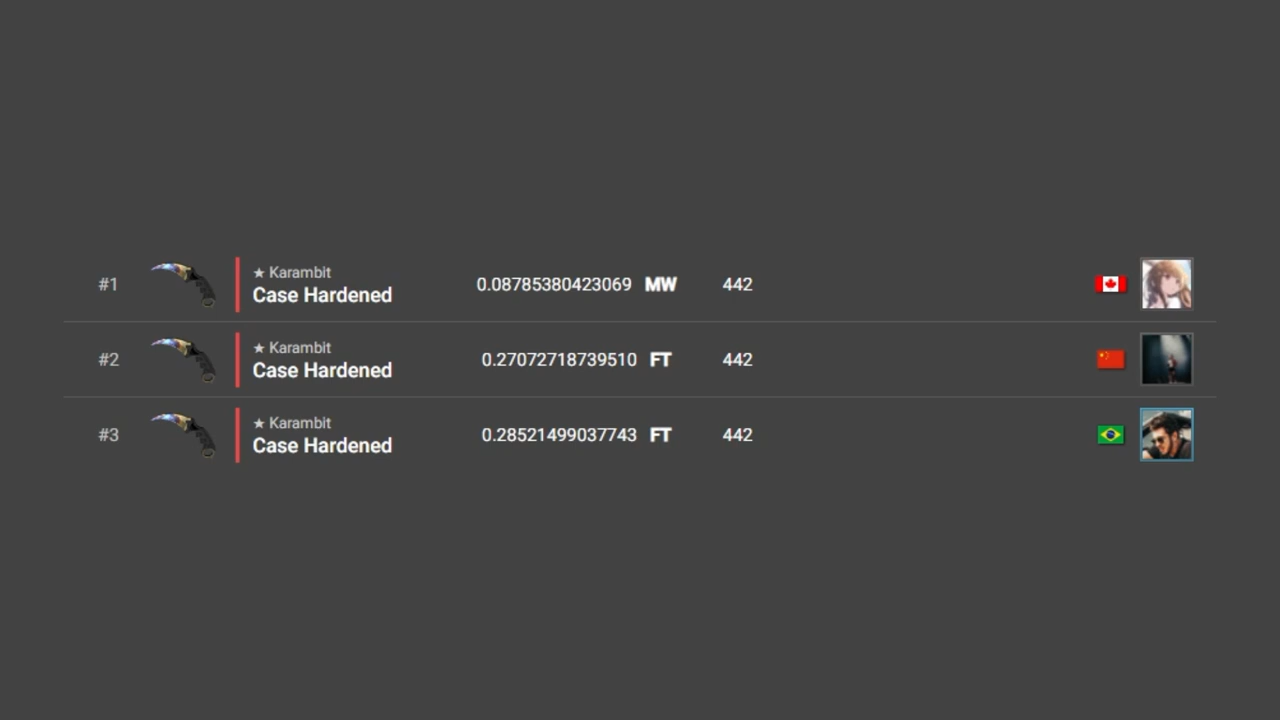 #1 ★ Karambit
Case Hardened 0.08785380423069 MW 442
#2 ★ Karambit
Case Hardened 0.27072718739510 FT 442
#3 ★ Karambit
Case Hardened 0.28521499037743 FT 442